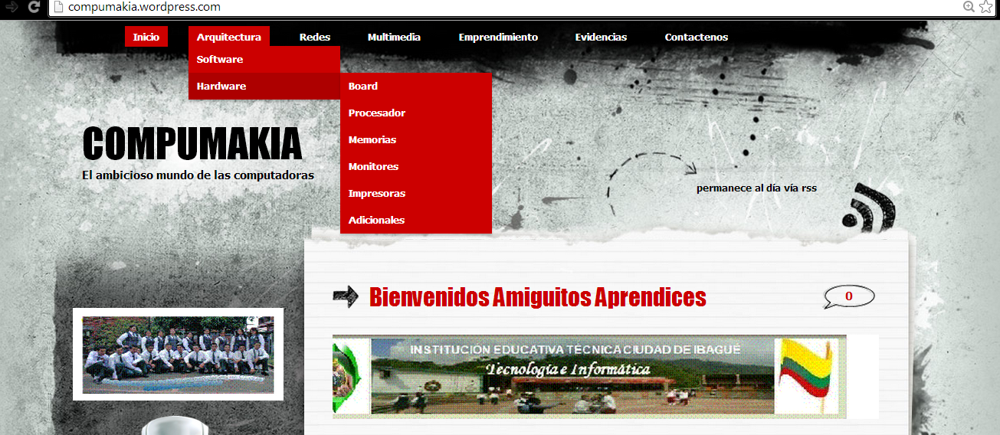 compumakia.wordpress.com
Inicio Arquitectura Redes Multimedia Emprendimiento Evidencias Contactenos
Software
Hardware
Board
Procesador
Memorias
Monitores
Impresoras
Adicionales
COMPUMAKIA
El ambicioso mundo de las computadoras
permanece al día vía rss
Bienvenidos Amiguitos Aprendices
0
INSTITUCIÓN EDUCATIVA TÉCNICA CIUDAD DE IBAGUÉ
Tecnología e Informática